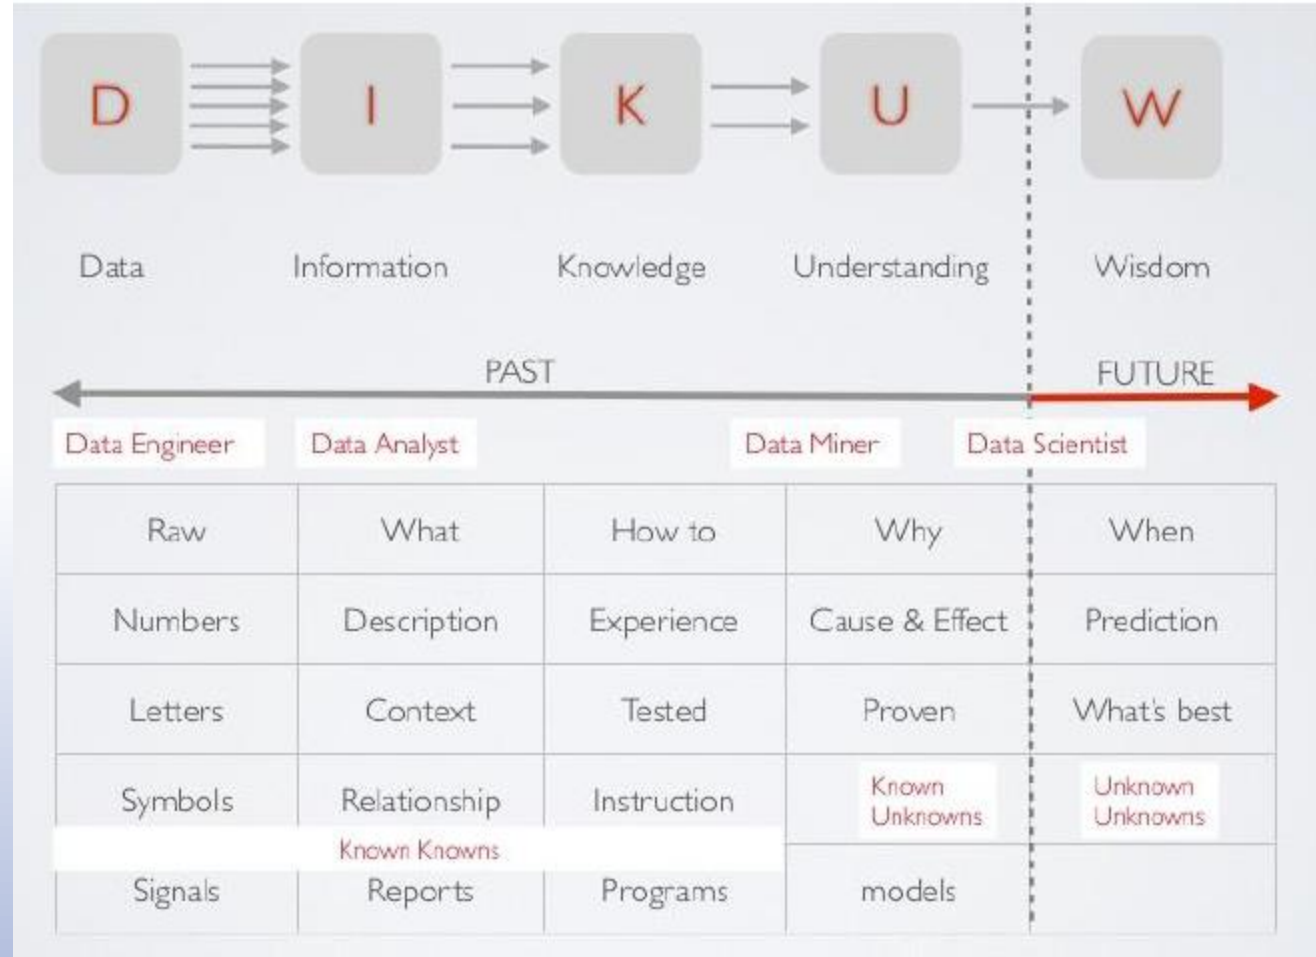 D I K U W
Data Information Knowledge Understanding Wisdom
PAST FUTURE
Data Engineer Data Analyst Data Miner Data Scientist
Raw What How to Why When
Numbers Description Experience Cause & Effect Prediction
Letters Context Tested Proven What's best
Symbols Relationship Instruction Known Unknowns Unknown Unknowns
Known Knowns
Signals Reports Programs models